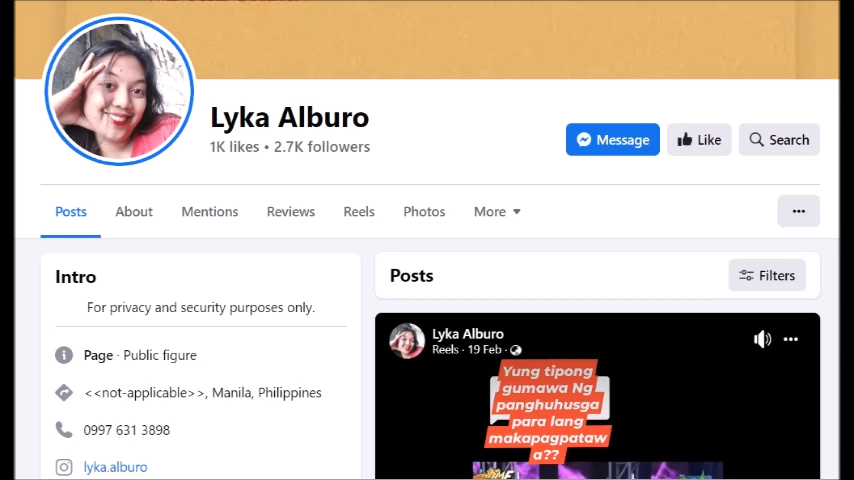 Lyka Alburo
1K likes • 2.7K followers
Message
Like
Search
Posts
About
Mentions
Reviews
Reels
Photos
More
Intro
For privacy and security purposes only.
Page · Public figure
<<not-applicable>>, Manila, Philippines
0997 631 3898
lyka.alburo
Posts
Filters
Lyka Alburo
Reels · 19 Feb ·
Yung tipong
gumawa Ng
panghuhusga
para lang
makapagpataw
a??